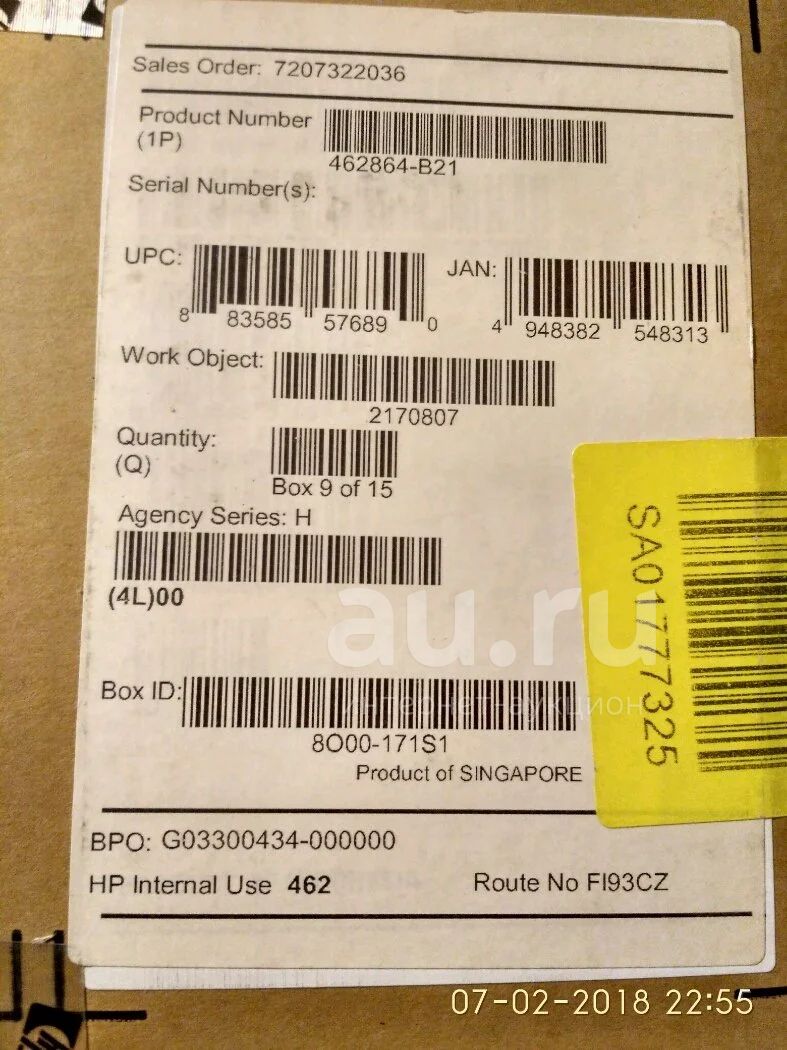 Sales Order: 7207322036
Product Number
(1P)
462864-B21
Serial Number(s):
UPC:
8 83585 57689 0
JAN:
4 948382 548313
Work Object:
2170807
Quantity:
(Q)
Box 9 of 15
Agency Series: H
(4L)00
SA01777325
au.ru
интернет-аукцион
Box ID:
8O00-171S1
Product of SINGAPORE
BPO: G03300434-000000
HP Internal Use 462
Route No FI93CZ
07-02-2018 22:55